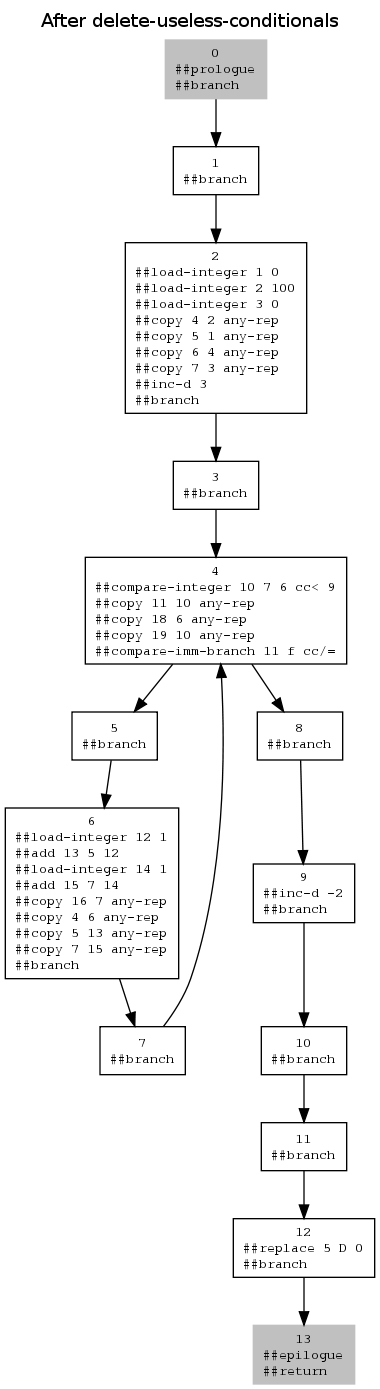 After delete-useless-conditionals
0
##prologue
##branch
1
##branch
2
##load-integer 1 0
##load-integer 2 100
##load-integer 3 0
##copy 4 2 any-rep
##copy 5 1 any-rep
##copy 6 4 any-rep
##copy 7 3 any-rep
##inc-d 3
##branch
3
##branch
4
##compare-integer 10 7 6 cc< 9
##copy 11 10 any-rep
##copy 18 6 any-rep
##copy 19 10 any-rep
##compare-imm-branch 11 f cc/=
5
##branch
6
##load-integer 12 1
##add 13 5 12
##load-integer 14 1
##add 15 7 14
##copy 16 7 any-rep
##copy 4 6 any-rep
##copy 5 13 any-rep
##copy 7 15 any-rep
##branch
7
##branch
8
##branch
9
##inc-d -2
##branch
10
##branch
11
##branch
12
##replace 5 D 0
##branch
13
##epilogue
##return